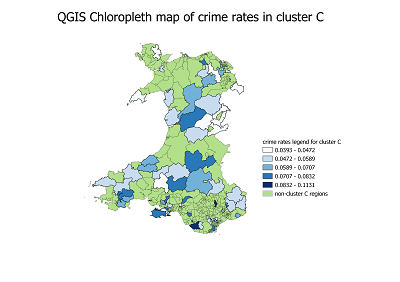 QGIS Chloropleth map of crime rates in cluster C
crime rates legend for cluster C
0.0393 - 0.0472
0.0472 - 0.0589
0.0589 - 0.0707
0.0707 - 0.0832
0.0832 - 0.1131
non-cluster C regions